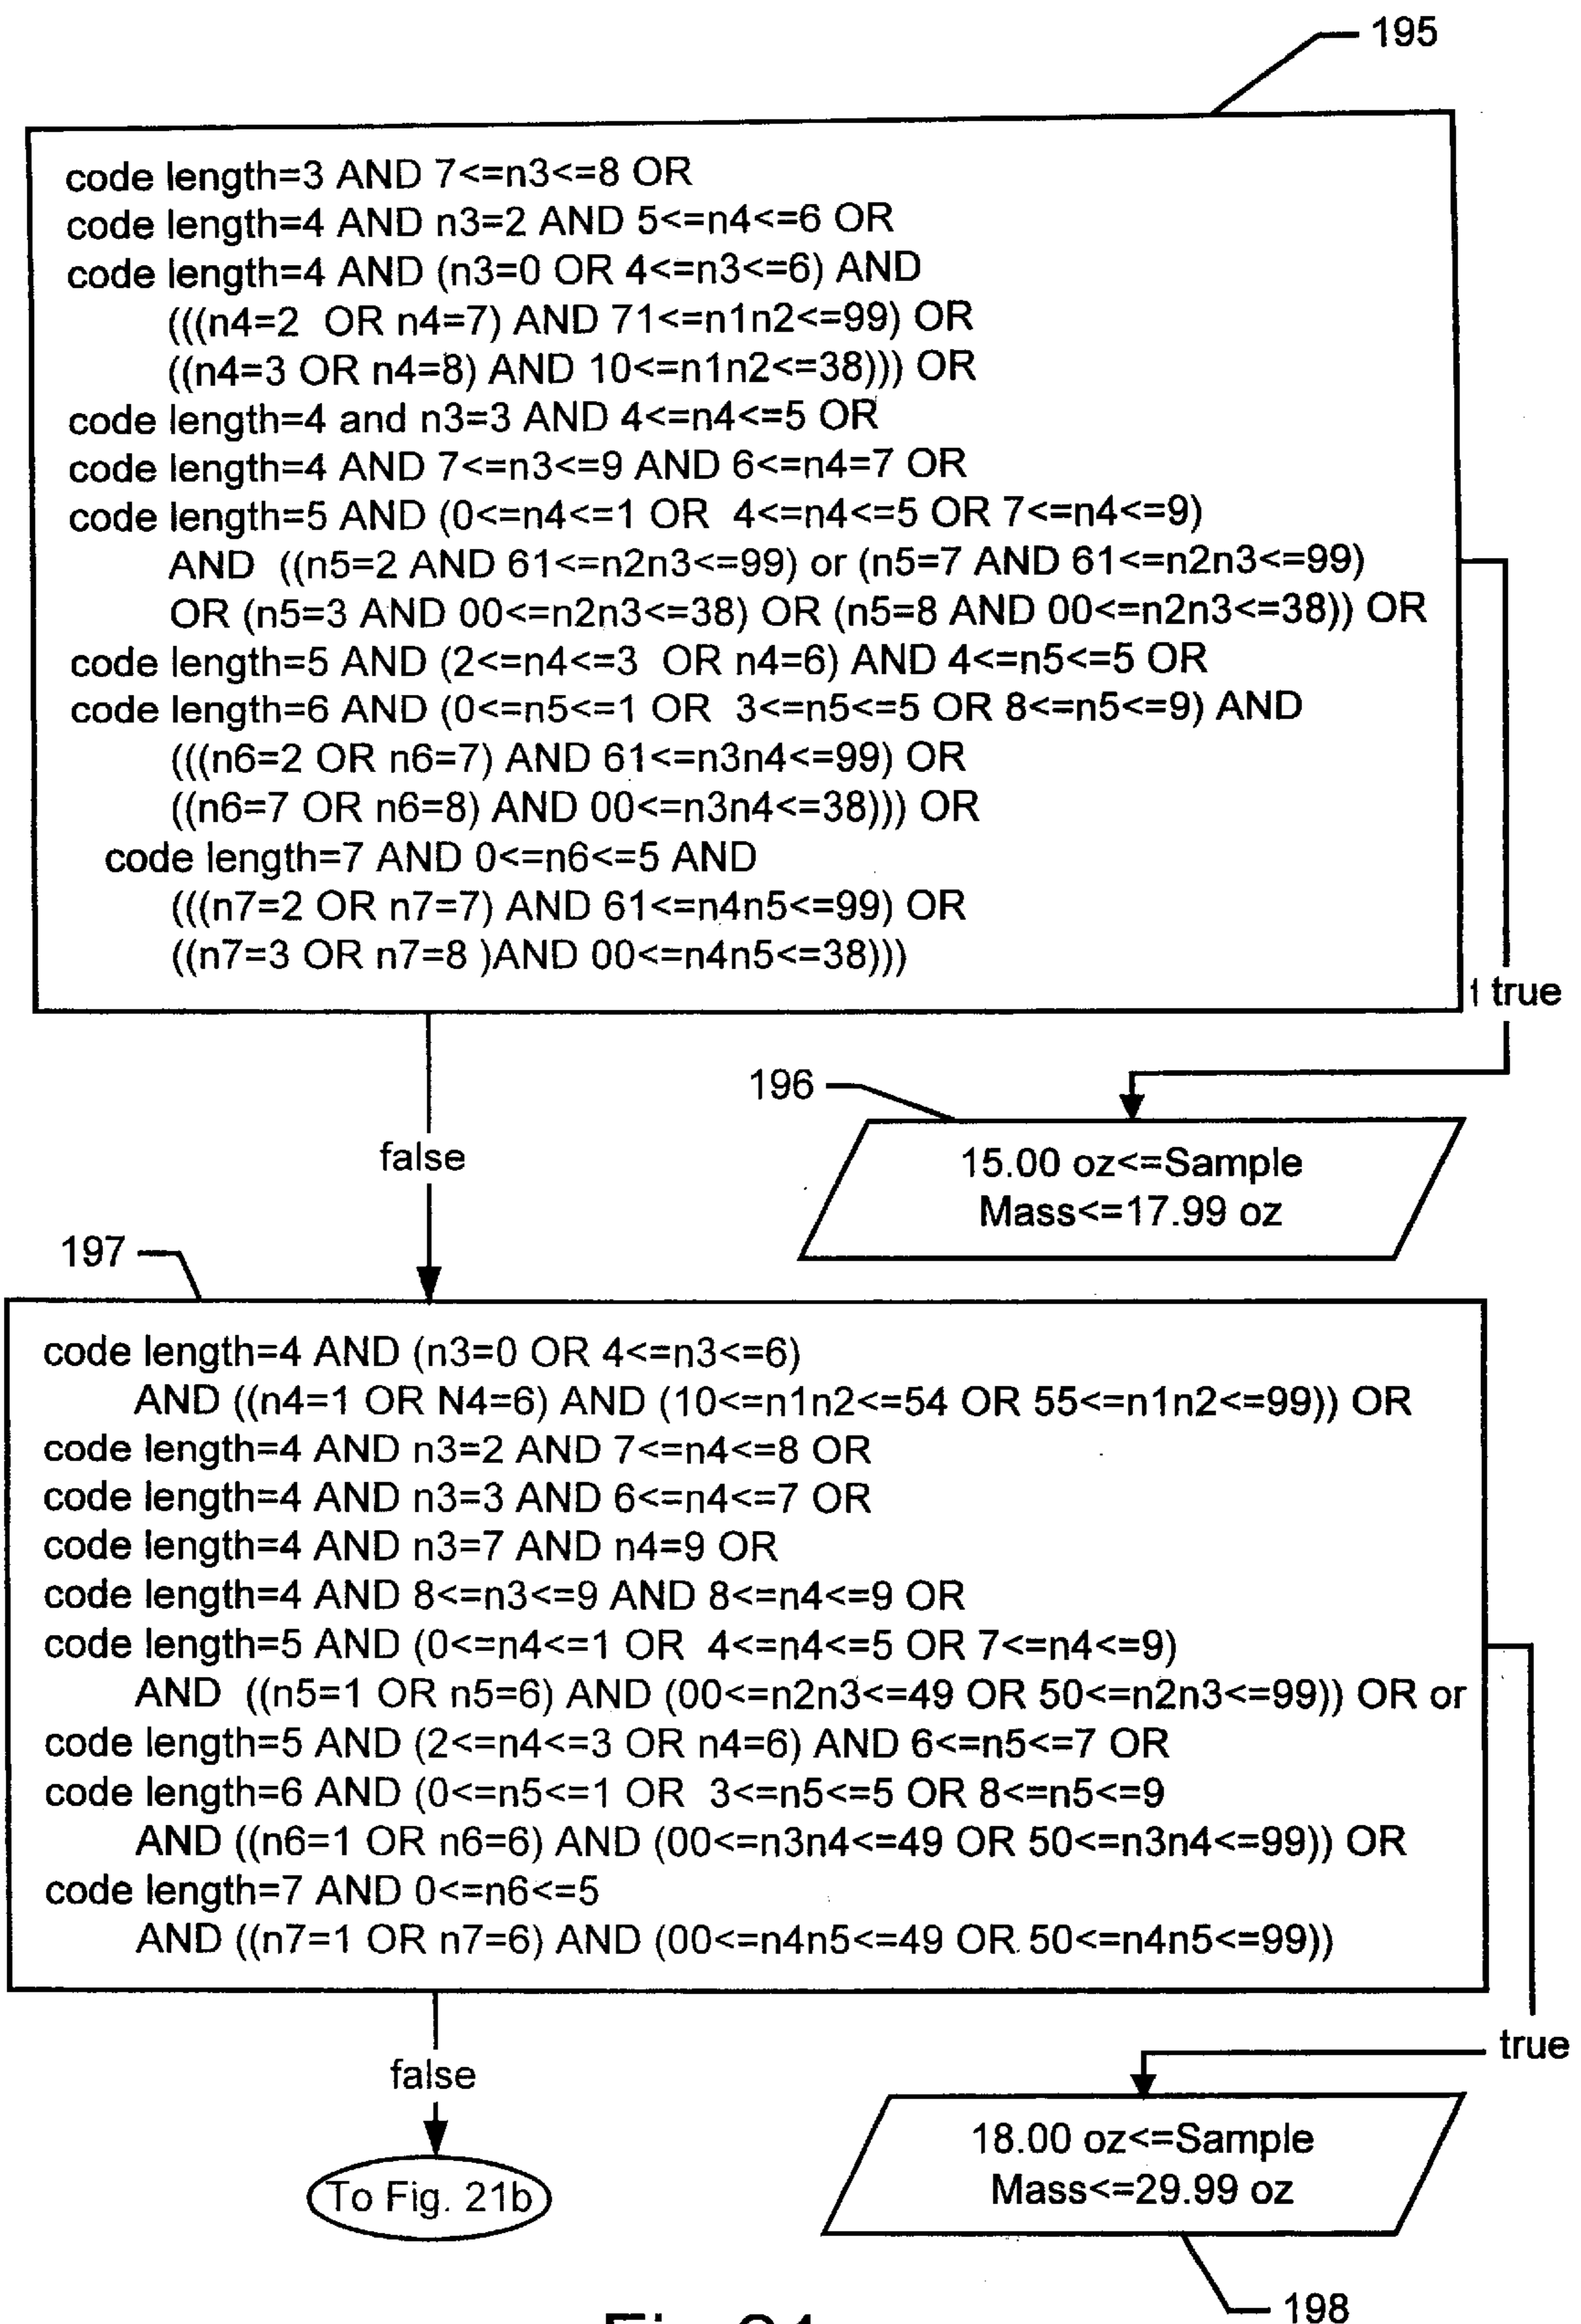 195
code length=3 AND 7<=n3<=8 OR
code length=4 AND n3=2 AND 5<=n4<=6 OR
code length=4 AND (n3=0 OR 4<=n3<=6) AND
(((n4=2 OR n4=7) AND 71<=n1n2<=99) OR
((n4=3 OR n4=8) AND 10<=n1n2<=38))) OR
code length=4 and n3=3 AND 4<=n4<=5 OR
code length=4 AND 7<=n3<=9 AND 6<=n4=7 OR
code length=5 AND (0<=n4<=1 OR 4<=n4<=5 OR 7<=n4<=9)
AND ((n5=2 AND 61<=n2n3<=99) or (n5=7 AND 61<=n2n3<=99)
OR (n5=3 AND 00<=n2n3<=38) OR (n5=8 AND 00<=n2n3<=38)) OR
code length=5 AND (2<=n4<=3 OR n4=6) AND 4<=n5<=5 OR
code length=6 AND (0<=n5<=1 OR 3<=n5<=5 OR 8<=n5<=9) AND
(((n6=2 OR n6=7) AND 61<=n3n4<=99) OR
((n6=7 OR n6=8) AND 00<=n3n4<=38))) OR
code length=7 AND 0<=n6<=5 AND
(((n7=2 OR n7=7) AND 61<=n4n5<=99) OR
((n7=3 OR n7=8 )AND 00<=n4n5<=38)))
true
false
196
15.00 oz<=Sample
Mass<=17.99 oz
197
code length=4 AND (n3=0 OR 4<=n3<=6)
AND ((n4=1 OR N4=6) AND (10<=n1n2<=54 OR 55<=n1n2<=99)) OR
code length=4 AND n3=2 AND 7<=n4<=8 OR
code length=4 AND n3=3 AND 6<=n4<=7 OR
code length=4 AND n3=7 AND n4=9 OR
code length=4 AND 8<=n3<=9 AND 8<=n4<=9 OR
code length=5 AND (0<=n4<=1 OR 4<=n4<=5 OR 7<=n4<=9)
AND ((n5=1 OR n5=6) AND (00<=n2n3<=49 OR 50<=n2n3<=99)) OR or
code length=5 AND (2<=n4<=3 OR n4=6) AND 6<=n5<=7 OR
code length=6 AND (0<=n5<=1 OR 3<=n5<=5 OR 8<=n5<=9
AND ((n6=1 OR n6=6) AND (00<=n3n4<=49 OR 50<=n3n4<=99)) OR
code length=7 AND 0<=n6<=5
AND ((n7=1 OR n7=6) AND (00<=n4n5<=49 OR 50<=n4n5<=99))
true
false
To Fig. 21b
18.00 oz<=Sample
Mass<=29.99 oz
198